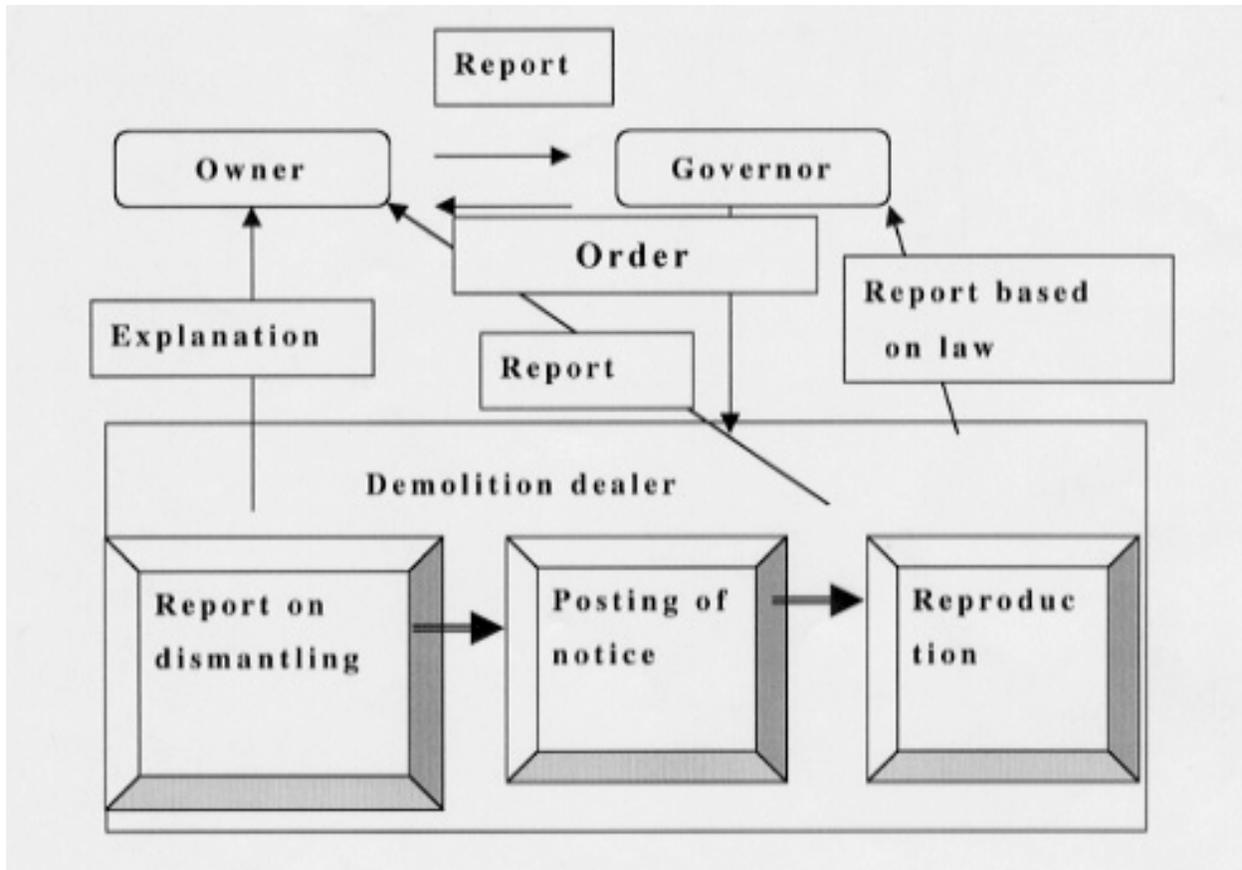 Report
Owner
Governor
Order
Explanation
Report
Report based
on law
Demolition dealer
Report on
dismantling
Posting of
notice
Reproduc
tion